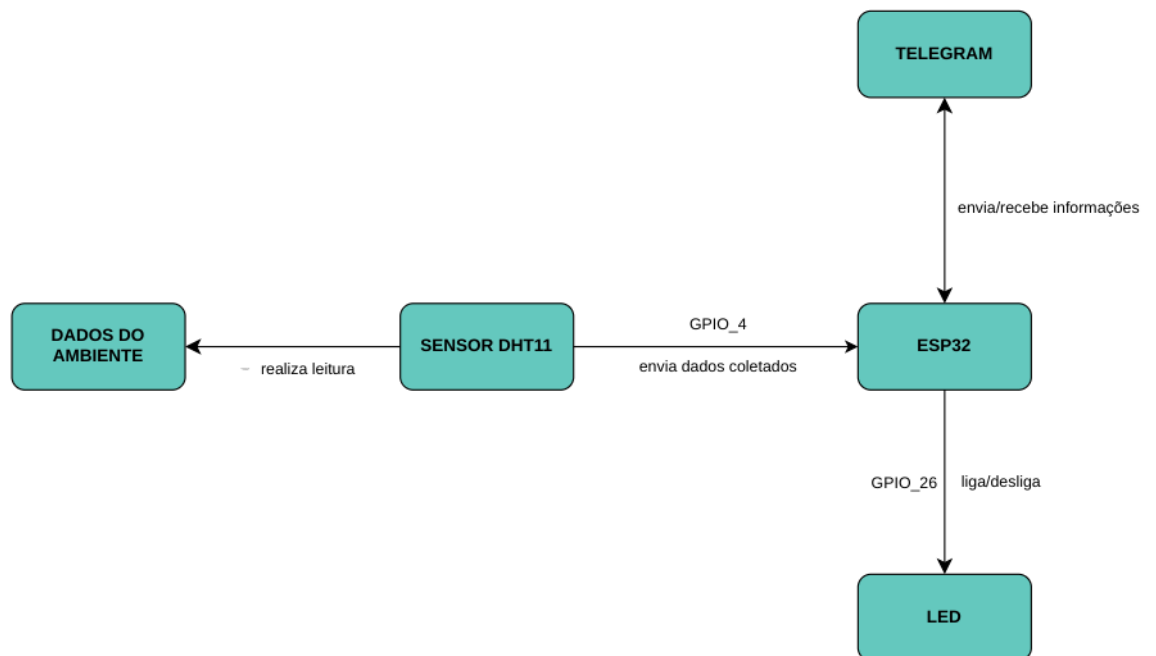 TELEGRAM
envia/recebe informações
DADOS DO
AMBIENTE
realiza leitura
SENSOR DHT11
GPIO_4
envia dados coletados
ESP32
GPIO_26
liga/desliga
LED